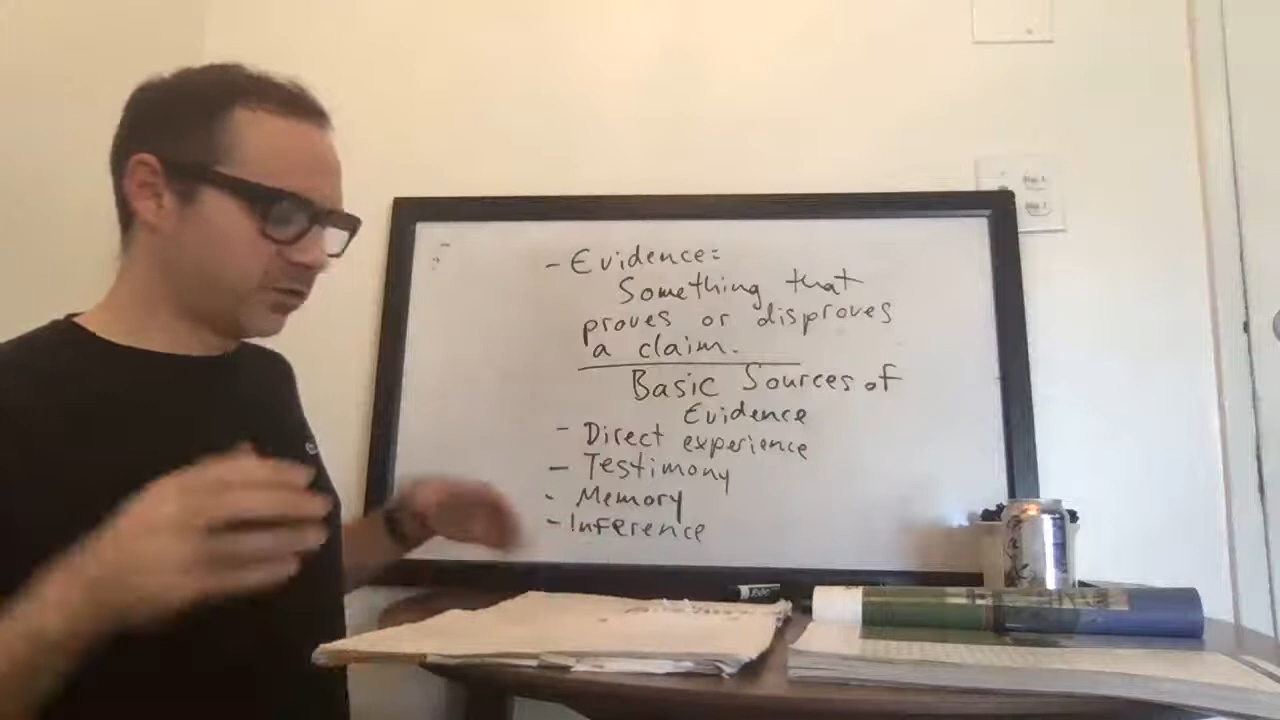 - Evidence:
Something that
proves or disproves
a claim.
Basic Sources of
Evidence
- Direct experience
- Testimony
- Memory
- Inference